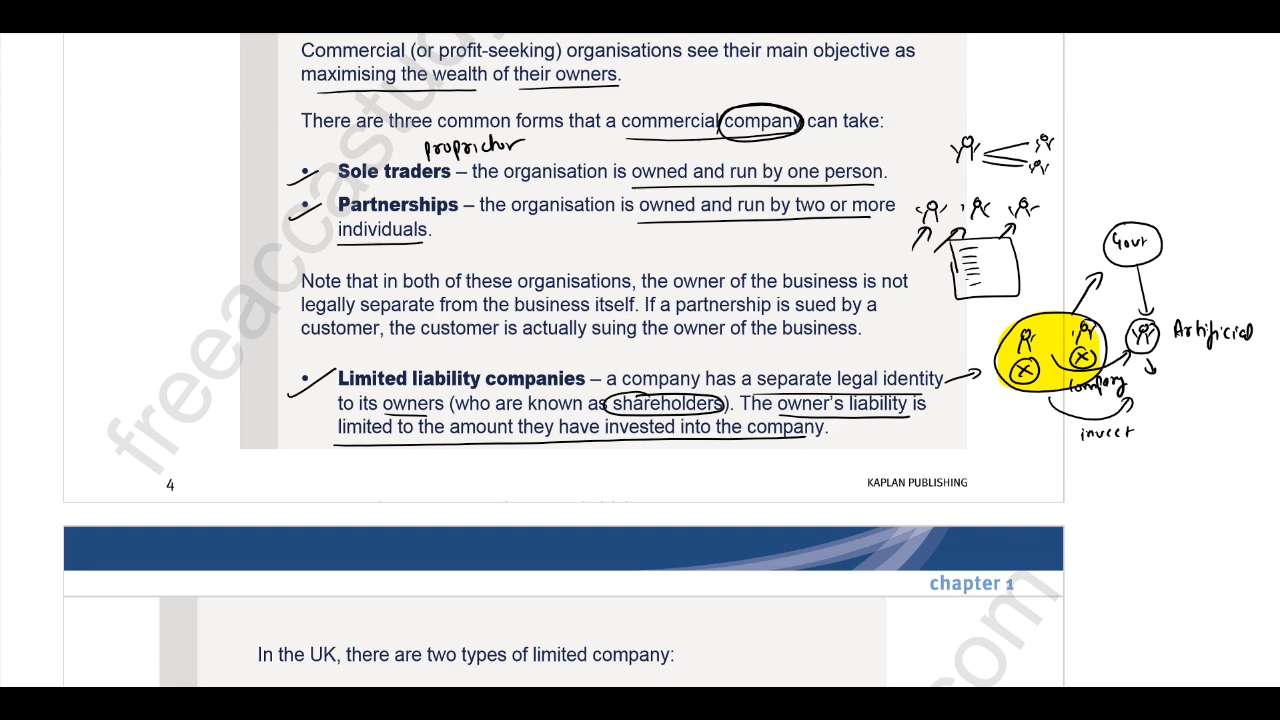 Commercial (or profit-seeking) organisations see their main objective as
maximising the wealth of their owners.
There are three common forms that a commercial company can take:
proprietor
• Sole traders – the organisation is owned and run by one person.
• Partnerships – the organisation is owned and run by two or more
individuals.
Govt
Note that in both of these organisations, the owner of the business is not
legally separate from the business itself. If a partnership is sued by a
customer, the customer is actually suing the owner of the business.
Artificial
• Limited liability companies – a company has a separate legal identity
Company
to its owners (who are known as shareholders). The owner's liability is
limited to the amount they have invested into the company.
invest
4
KAPLAN PUBLISHING
chapter 1
In the UK, there are two types of limited company: